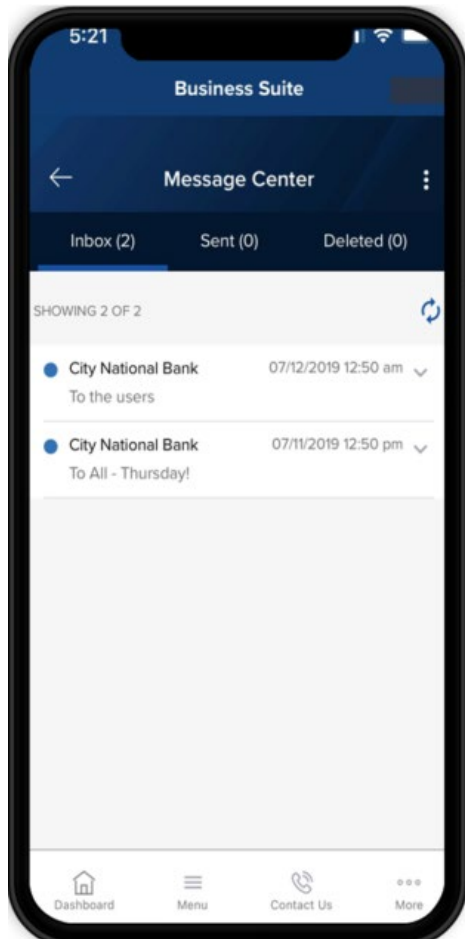 5:21
Business Suite
Message Center
Inbox (2) Sent (0) Deleted (0)
SHOWING 2 OF 2
City National Bank 07/12/2019 12:50 am
To the users
City National Bank 07/11/2019 12:50 pm
To All - Thursday!
Dashboard Menu Contact Us More